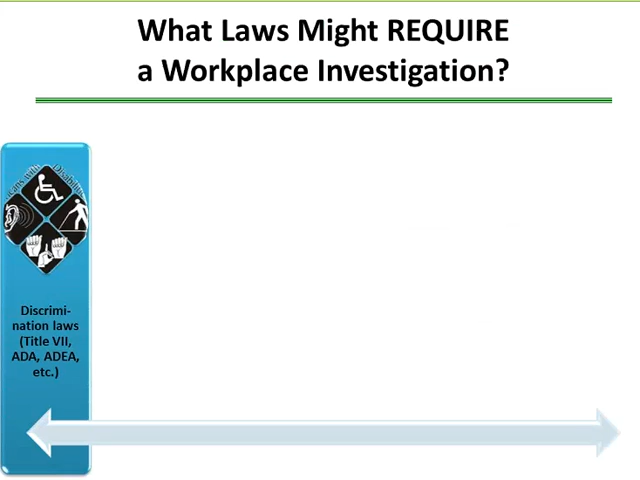 What Laws Might REQUIRE
a Workplace Investigation?
Discrimi-
nation laws
(Title VII,
ADA, ADEA,
etc.)